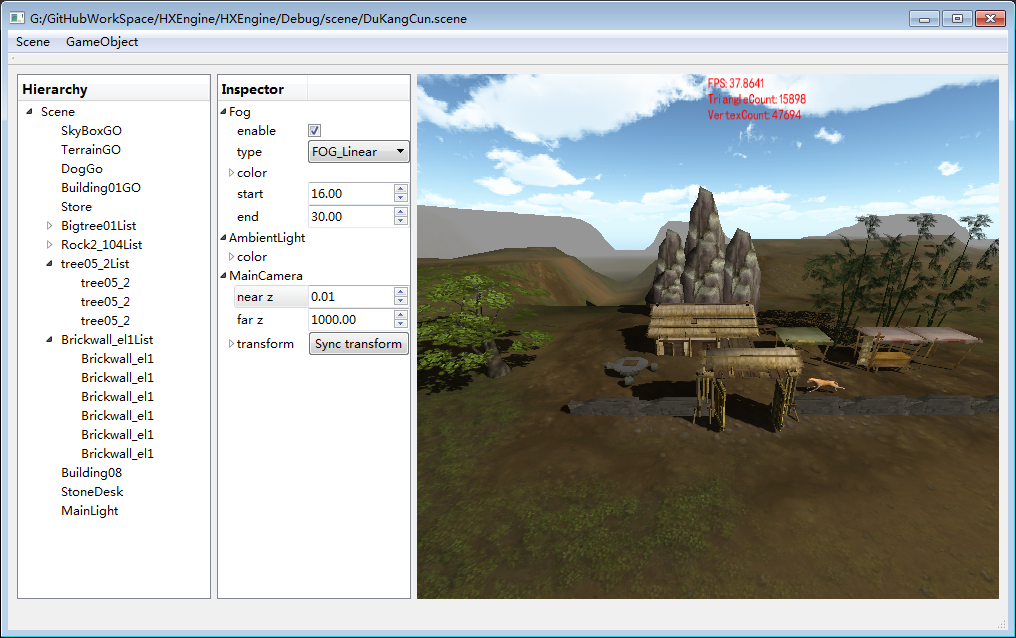 G:/GitHubWorkSpace/HXEngine/HXEngine/Debug/scene/DuKangCun.scene
Scene GameObject
Hierarchy
Scene
SkyBoxGO
TerrainGO
DogGo
Building01GO
Store
Bigtree01List
Rock2_104List
tree05_2List
tree05_2
tree05_2
tree05_2
Brickwall_el1List
Brickwall_el1
Brickwall_el1
Brickwall_el1
Brickwall_el1
Brickwall_el1
Brickwall_el1
Building08
StoneDesk
MainLight
Inspector
Fog
enable
type FOG_Linear
color
start 16.00
end 30.00
AmbientLight
color
MainCamera
near z 0.01
far z 1000.00
transform Sync transform
FPS: 37.8641
TriangleCount: 15898
VertexCount: 47694